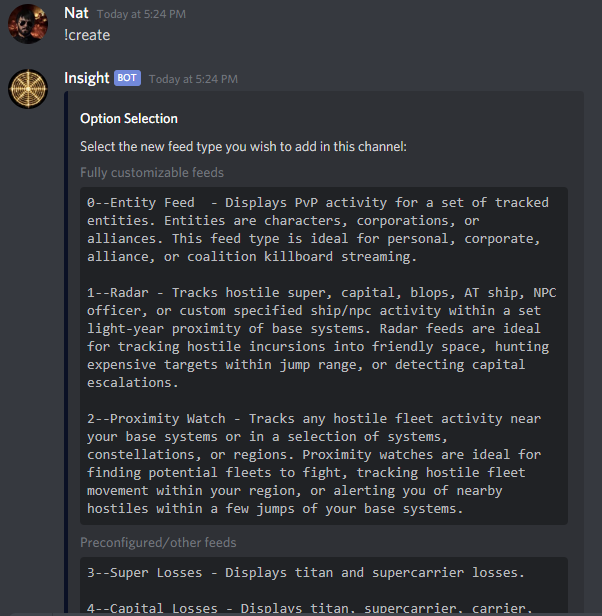 Nat Today at 5:24 PM
!create
Insight BOT Today at 5:24 PM
Option Selection
Select the new feed type you wish to add in this channel:
Fully customizable feeds
0--Entity Feed  - Displays PvP activity for a set of tracked
entities. Entities are characters, corporations, or
alliances. This feed type is ideal for personal, corporate,
alliance, or coalition killboard streaming.
1--Radar - Tracks hostile super, capital, blops, AT ship, NPC
officer, or custom specified ship/npc activity within a set
light-year proximity of base systems. Radar feeds are ideal
for tracking hostile incursions into friendly space, hunting
expensive targets within jump range, or detecting capital
escalations.
2--Proximity Watch - Tracks any hostile fleet activity near
your base systems or in a selection of systems,
constellations, or regions. Proximity watches are ideal for
finding potential fleets to fight, tracking hostile fleet
movement within your region, or alerting you of nearby
hostiles within a few jumps of your base systems.
Preconfigured/other feeds
3--Super Losses - Displays titan and supercarrier losses.
4--Capital Losses - Displays titan, supercarrier, carrier,